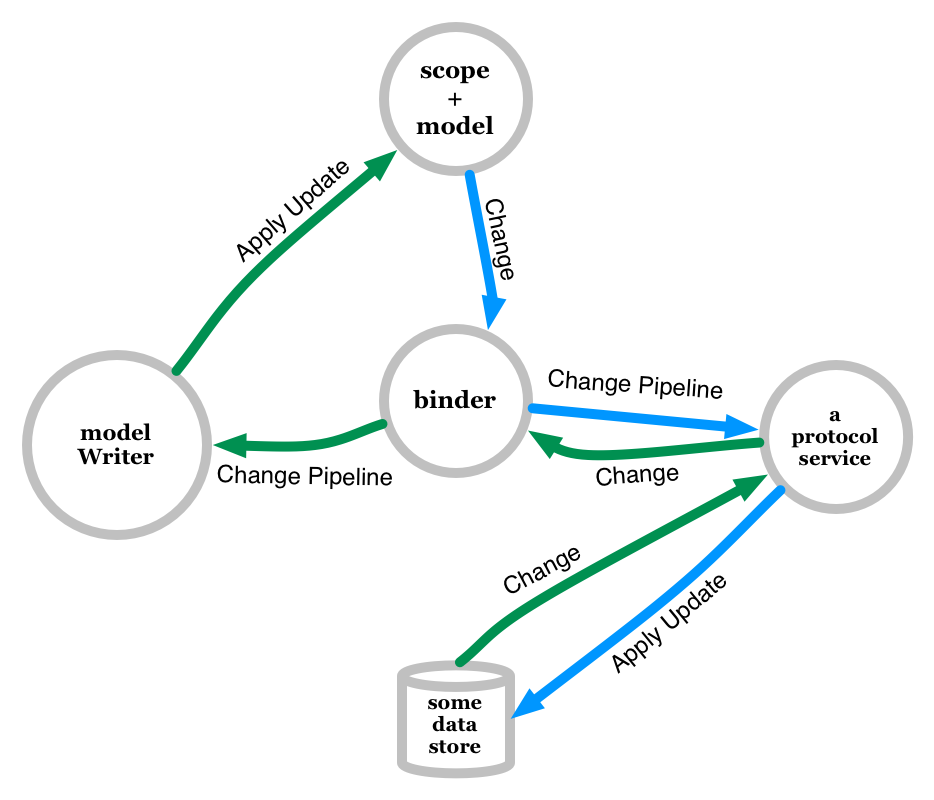 scope
+
model
Apply Update
Change
binder
Change Pipeline
a
protocol
service
model
Writer
Change Pipeline
Change
Change
Apply Update
some
data
store